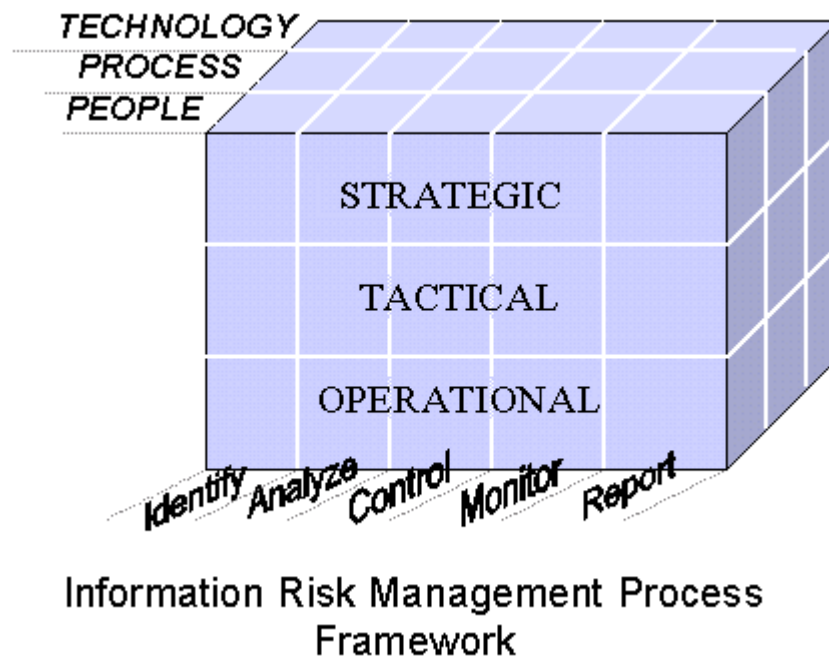 TECHNOLOGY
PROCESS
PEOPLE
STRATEGIC
TACTICAL
OPERATIONAL
Identify
Analyze
Control
Monitor
Report
Information Risk Management Process
Framework